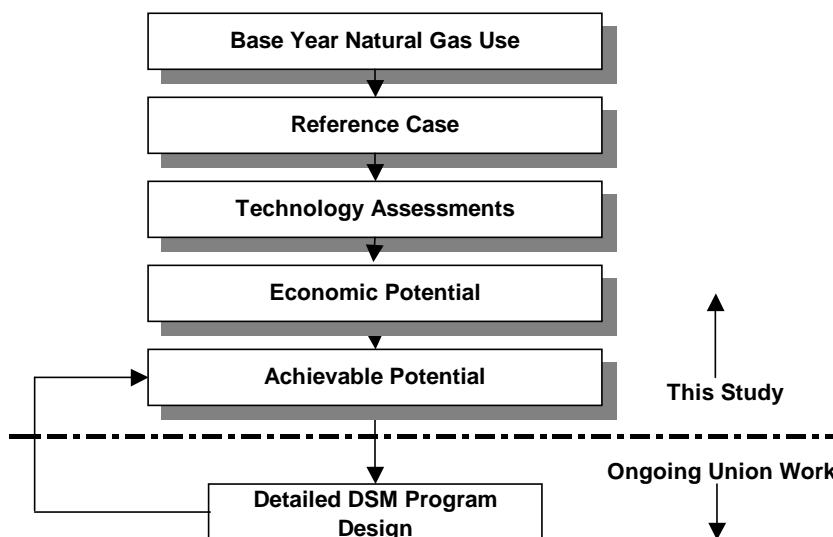 Base Year Natural Gas Use
Reference Case
Technology Assessments
Economic Potential
Achievable Potential
This Study
Ongoing Union Work
Detailed DSM Program
Design